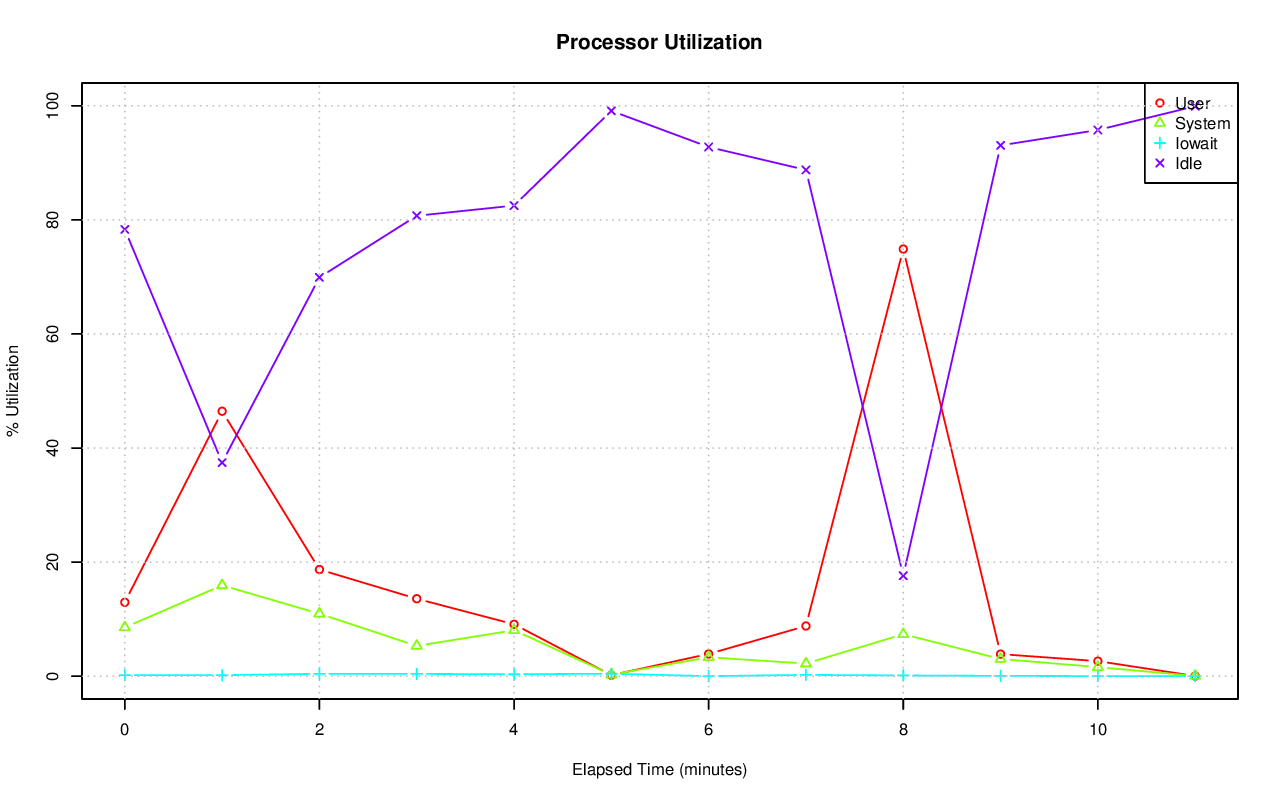 Processor Utilization
% Utilization
100
80
60
40
20
0
User
System
Iowait
Idle
0 2 4 6 8 10
Elapsed Time (minutes)